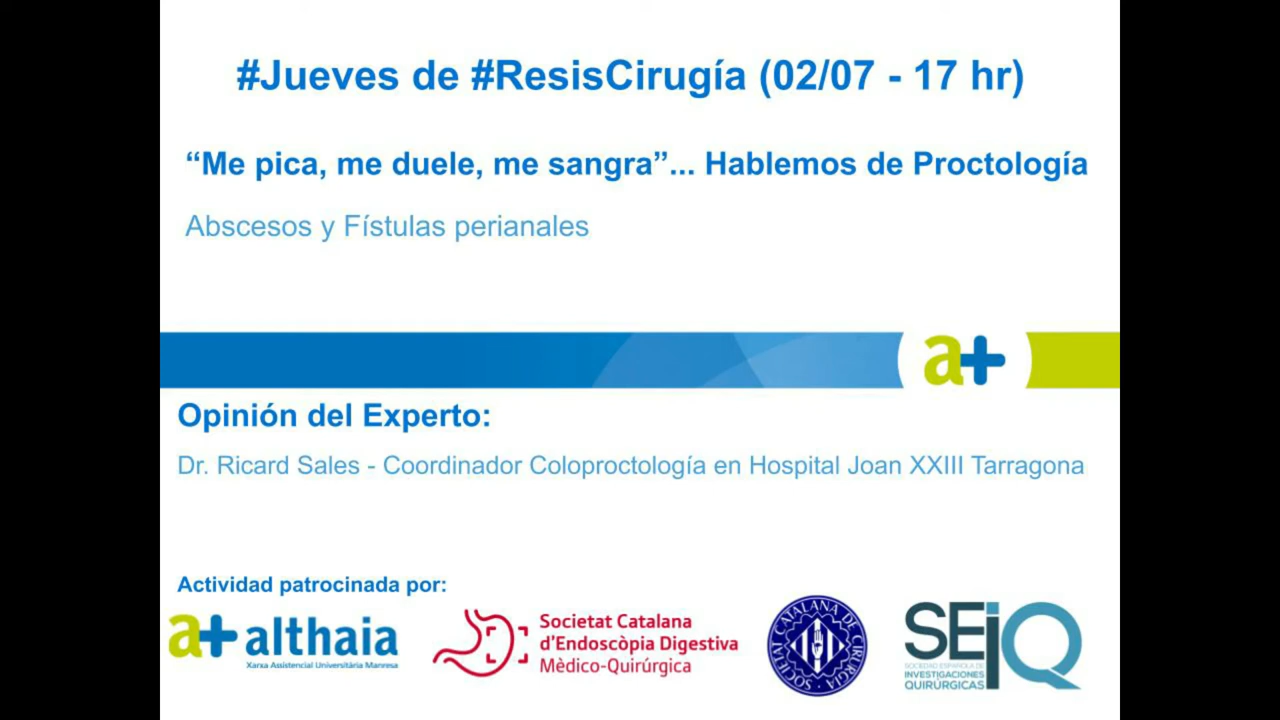 #Jueves de #ResisCirugía (02/07 - 17 hr)
“Me pica, me duele, me sangra”... Hablemos de Proctología
Abscesos y Fístulas perianales
a+
Opinión del Experto:
Dr. Ricard Sales - Coordinador Coloproctología en Hospital Joan XXIII Tarragona
Actividad patrocinada por:
a+ althaia
Xarxa Assistencial Universitària Manresa
Societat Catalana
d'Endoscòpia Digestiva
Mèdico-Quirúrgica
SOCIETAT CATALANA DE CIRURGIA
SEIQ
SOCIEDAD ESPAÑOLA DE
INVESTIGACIONES
QUIRÚRGICAS